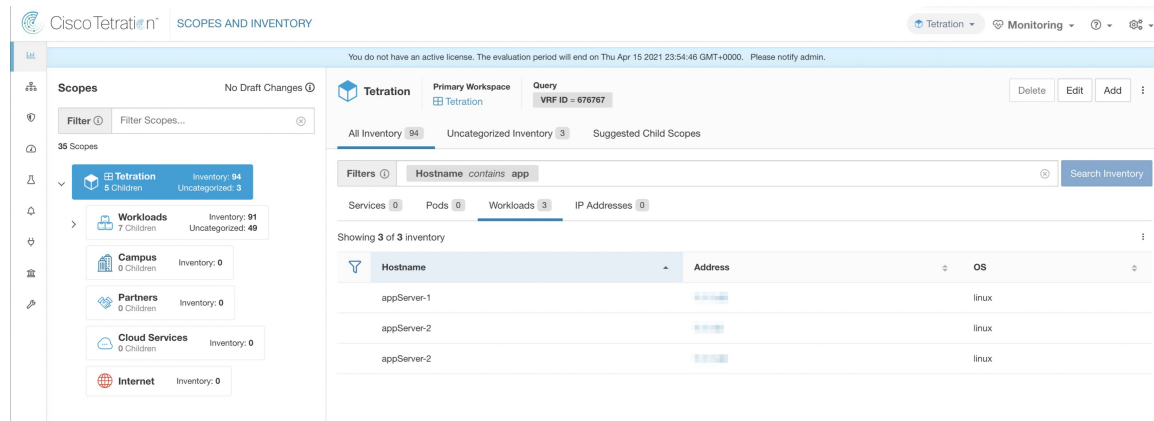 Cisco Tetration™ SCOPES AND INVENTORY
Tetration Monitoring
You do not have an active license. The evaluation period will end on Thu Apr 15 2021 23:54:46 GMT+0000. Please notify admin.
Scopes No Draft Changes
Filter Filter Scopes...
35 Scopes
Tetration Inventory: 94
5 Children Uncategorized: 3
Workloads Inventory: 91
7 Children Uncategorized: 49
Campus
0 Children Inventory: 0
Partners
0 Children Inventory: 0
Cloud Services
0 Children Inventory: 0
Internet Inventory: 0
Tetration
Primary Workspace
Tetration
Query
VRF ID = 676767
Delete Edit Add
All Inventory 94 Uncategorized Inventory 3 Suggested Child Scopes
Filters Hostname contains app Search Inventory
Services 0 Pods 0 Workloads 3 IP Addresses 0
Showing 3 of 3 inventory
Hostname Address OS
appServer-1 linux
appServer-2 linux
appServer-2 linux